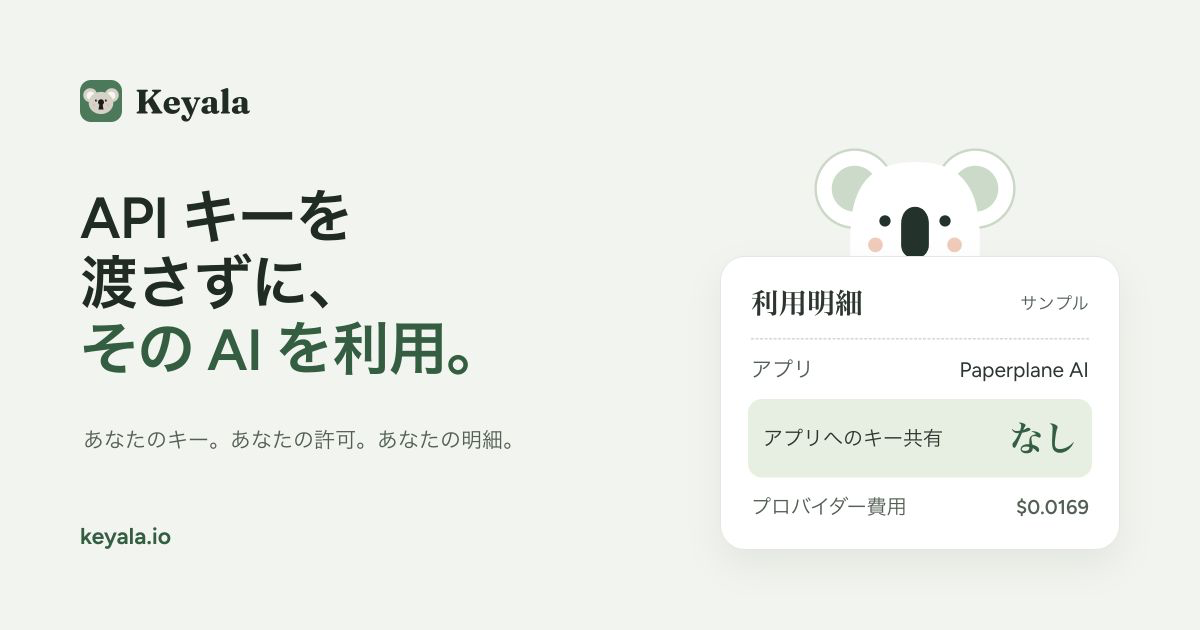 Keyala
API キーを
渡さずに、
その AI を利用。
あなたのキー。あなたの許可。あなたの明細。
keyala.io
利用明細
サンプル
アプリ
Paperplane AI
アプリへのキー共有
なし
プロバイダー費用
$0.0169